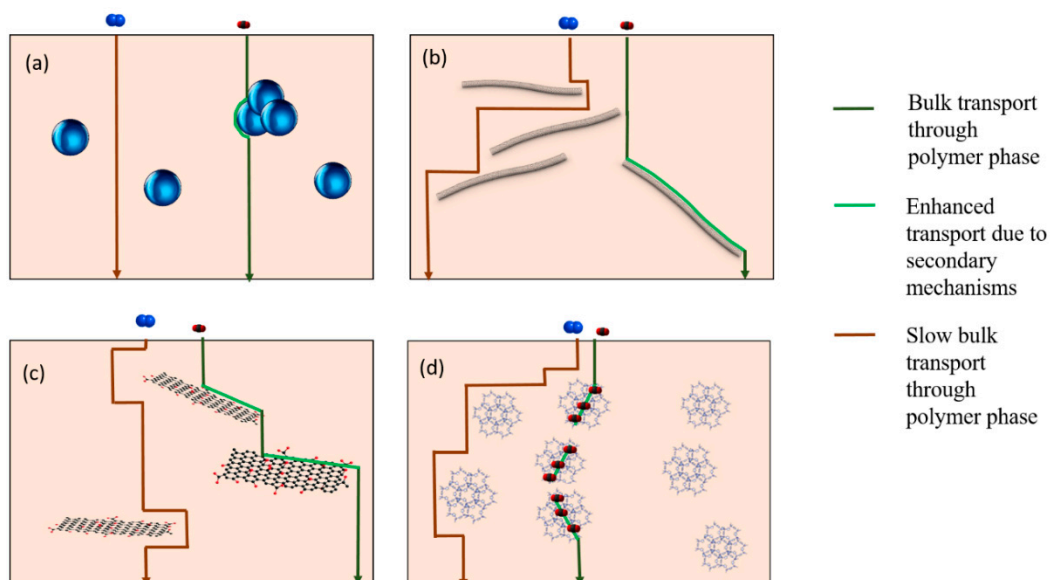 (a)
(b)
Bulk transport
through
polymer phase
Enhanced
transport due to
secondary
mechanisms
(c)
(d)
Slow bulk
transport
through
polymer phase